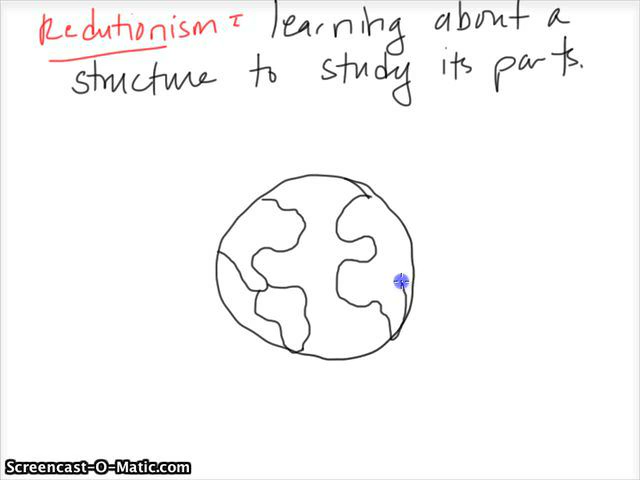 Redutionism = learning about a
structure to study its parts.
Screencast-O-Matic.com